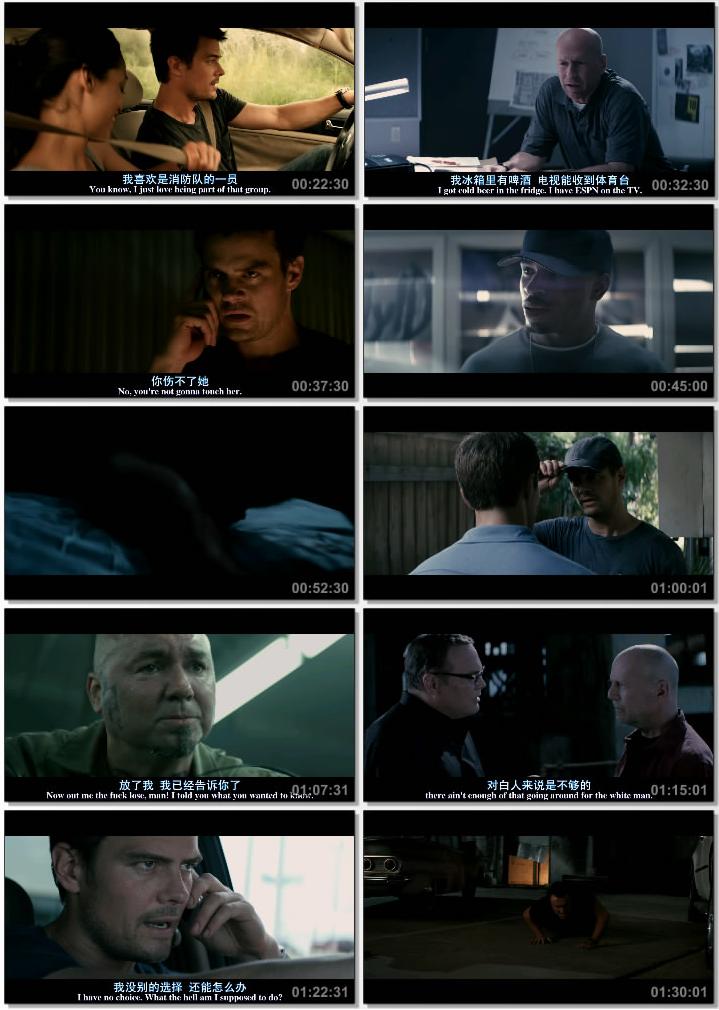 我喜欢是消防队的一员
You know, I just love being part of that group.
00:22:30
我冰箱里有啤酒 电视能收到体育台
I got cold beer in the fridge. I have ESPN on the TV.
00:32:30
你伤不了她
No, you're not gonna touch her.
00:37:30
00:45:00
00:52:30
01:00:01
放了我 我已经告诉你了
Now out me the fuck lose, man! I told you what you wanted to know.
01:07:31
对白人来说是不够的
there ain't enough of that going around for the white man.
01:15:01
我没别的选择 还能怎么办
I have no choice. What the hell am I supposed to do?
01:22:31
01:30:01